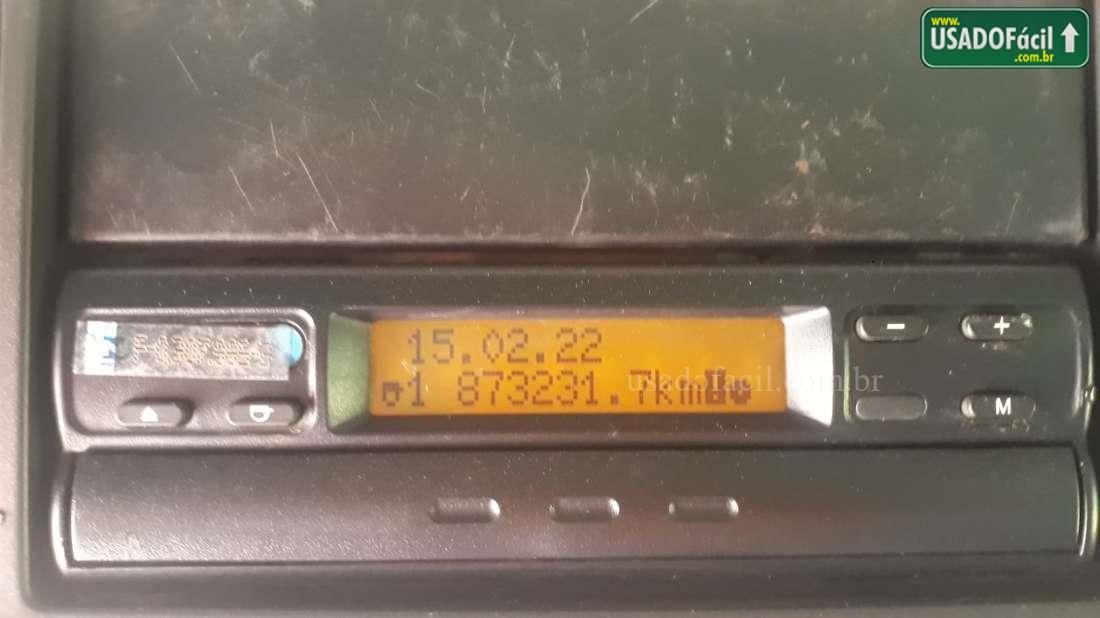 www.
USADOFácil
.com.br
15.02.22
1 873231.7km
usadofacil.com.br
- +
M